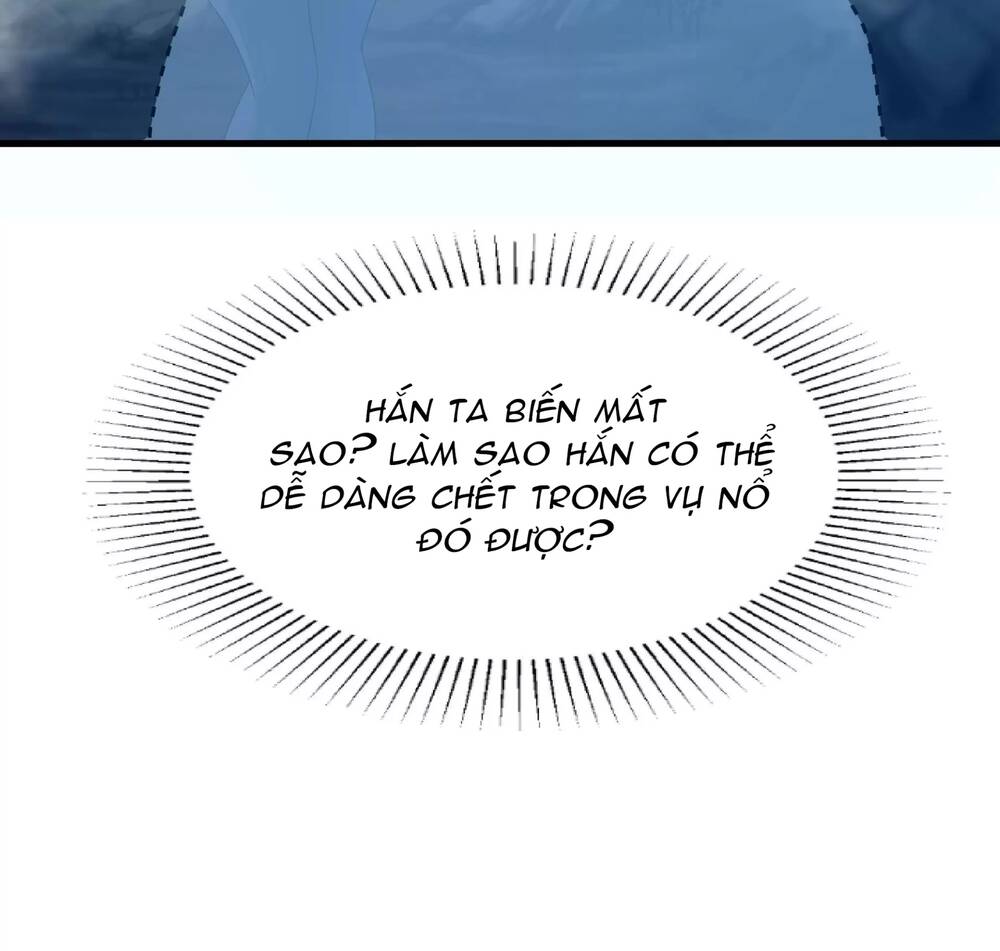 HẮN TA BIẾN MẤT
SAO? LÀM SAO HẮN CÓ THỂ
DỄ DÀNG CHẾT TRONG VỤ NỔ
ĐÓ ĐƯỢC?